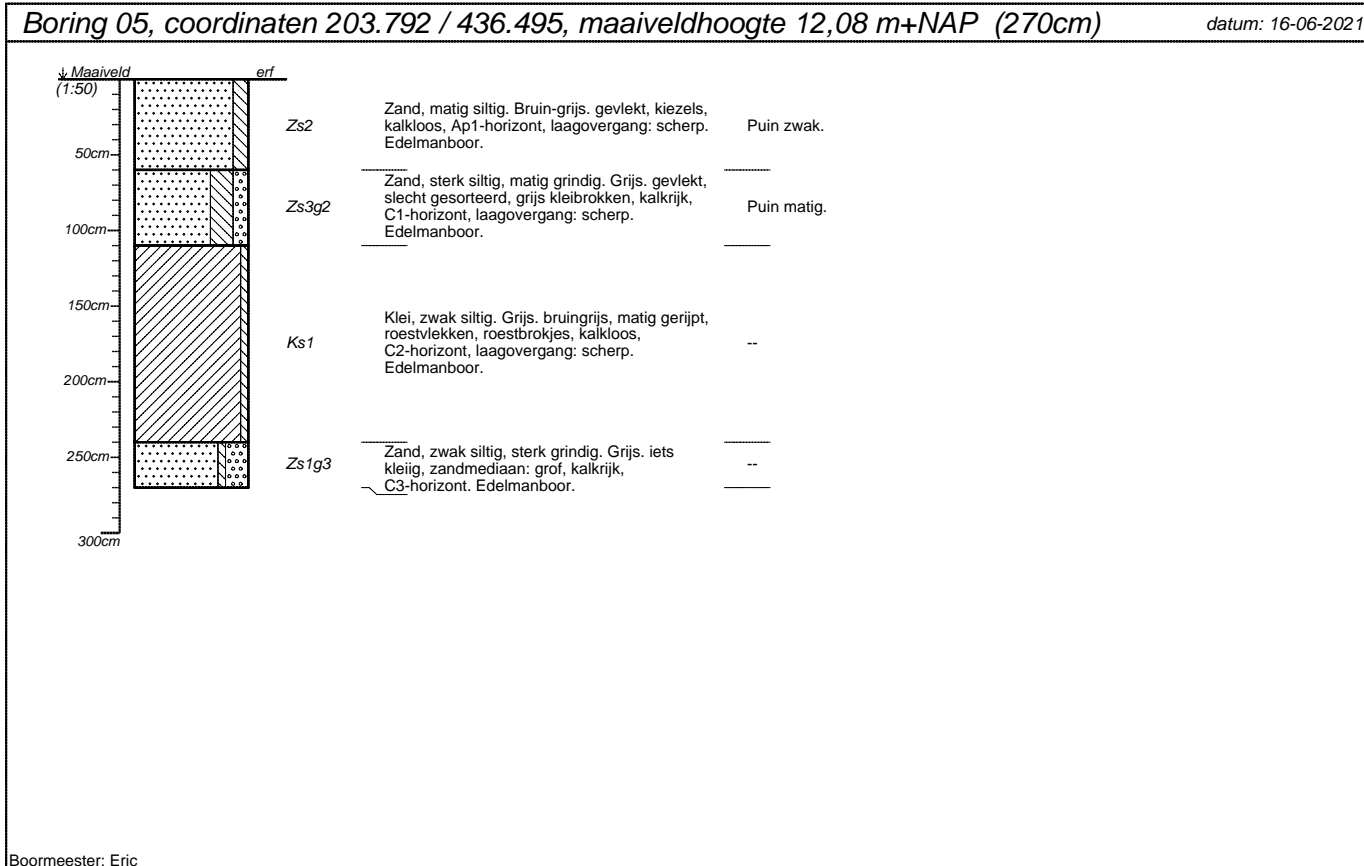 Boring 05, coordinaten 203.792 / 436.495, maaiveldhoogte 12,08 m+NAP (270cm)
datum: 16-06-2021
Maaiveld
erf
(1:50)
Zs2
Zand, matig siltig. Bruin-grijs. gevlekt, kiezels,
kalkloos, Ap1-horizont, laagovergang: scherp.
Edelmanboor.
Puin zwak.
50cm
Zs3g2
Zand, sterk siltig, matig grindig. Grijs. gevlekt,
slecht gesorteerd, grijs kleibrokken, kalkrijk,
C1-horizont, laagovergang: scherp.
Edelmanboor.
Puin matig.
100cm
150cm
Ks1
Klei, zwak siltig. Grijs. bruingrijs, matig gerijpt,
roestvlekken, roestbrokjes, kalkloos,
C2-horizont, laagovergang: scherp.
Edelmanboor.
--
200cm
250cm
Zs1g3
Zand, zwak siltig, sterk grindig. Grijs. iets
kleiig, zandmediaan: grof, kalkrijk,
C3-horizont. Edelmanboor.
--
300cm
Boormeester: Eric